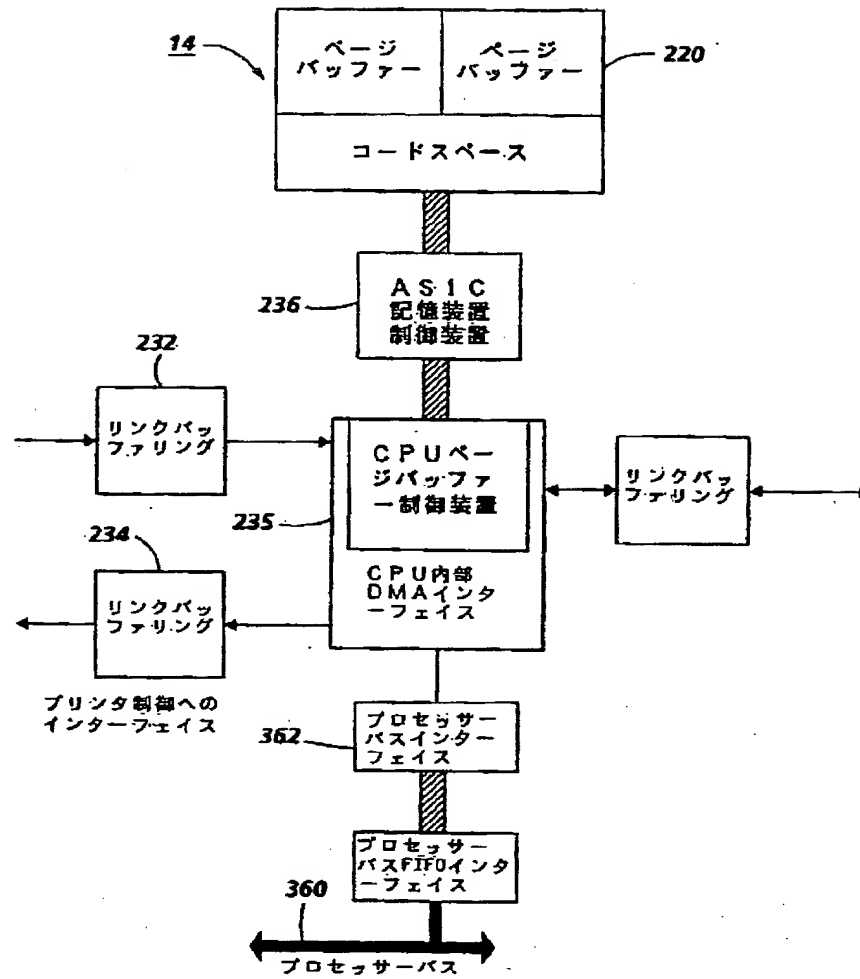 14
ページ
バッファー
ページ
バッファー
220
コードスペース
236
ASIC
記憶装置
制御装置
232
リンクバッ
ファリング
CPUペー
ジバッファ
ー制御装置
235
リンクバッ
ファリング
234
リンクバッ
ファリング
CPU内部
DMAインタ
ーフェイス
プリンタ制御への
インターフェイス
362
プロセッサー
バスインター
フェイス
プロセッサー
バスFIFOインタ
ーフェイス
360
プロセッサーバス